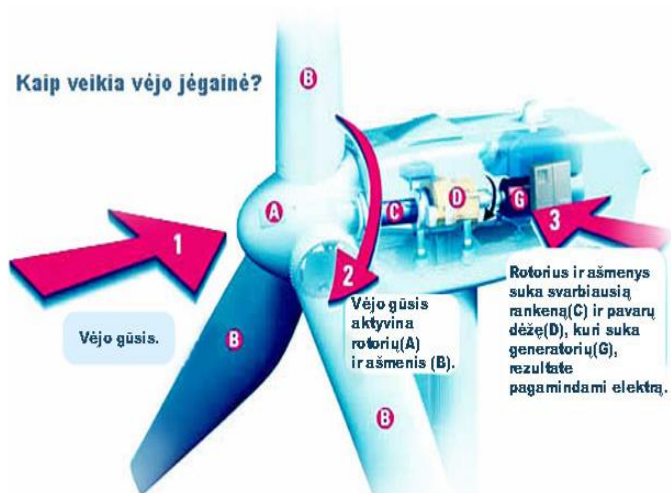 Kaip veikia vėjo jėgainė?
B
A
C
D
G
1
2
3
B
B
Vėjo gūsis.
Vėjo gūsis
aktyvina
rotorių(A)
ir ašmenis (B).
Rotorius ir ašmenys
suka svarbiausią
rankeną(C) ir pavarų
dėžę(D), kuri suka
generatorių(G),
rezultate
pagamindami elektrą.